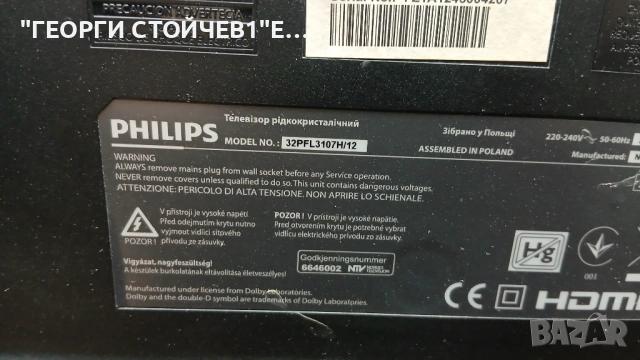 "ГЕОРГИ СТОЙЧЕВ1"Е...
PHILIPS
Телевізор рідкокристалічний
MODEL NO.: 32PFL3107H/12
Зібрано у Польщі
ASSEMBLED IN POLAND
220-240V~ 50-60Hz
Manufactured:
WARNING
ALWAYS remove mains plug from wall socket before any Service operation.
NEVER remove covers unless qualified to do so. This unit contains dangerous voltages.
ATTENZIONE: PERICOLO DI ALTA TENSIONE. NON APRIRE LO SCHIENALE.
POZOR!
V přístroji je vysoké napětí
Před odejmutím krytu nutno
vyjmout vidlici síťového
přívodu ze zásuvky.
POZOR! V prístroji je vysoké napätie.
Pred otvorením krytu je potrebné vybrať
vidlicu elektrického prívodu zo zásuvky.
Vigyázat, nagyfeszültség!
A készülék burkolatának eltávolítása életveszélyes!
Godkjenningsnummer
6646002 NTV
Manufactured under license from Dolby Laboratories.
Dolby and the double-D symbol are trademarks of Dolby Laboratories.
Hg
001
CE HDMI
BAZAR